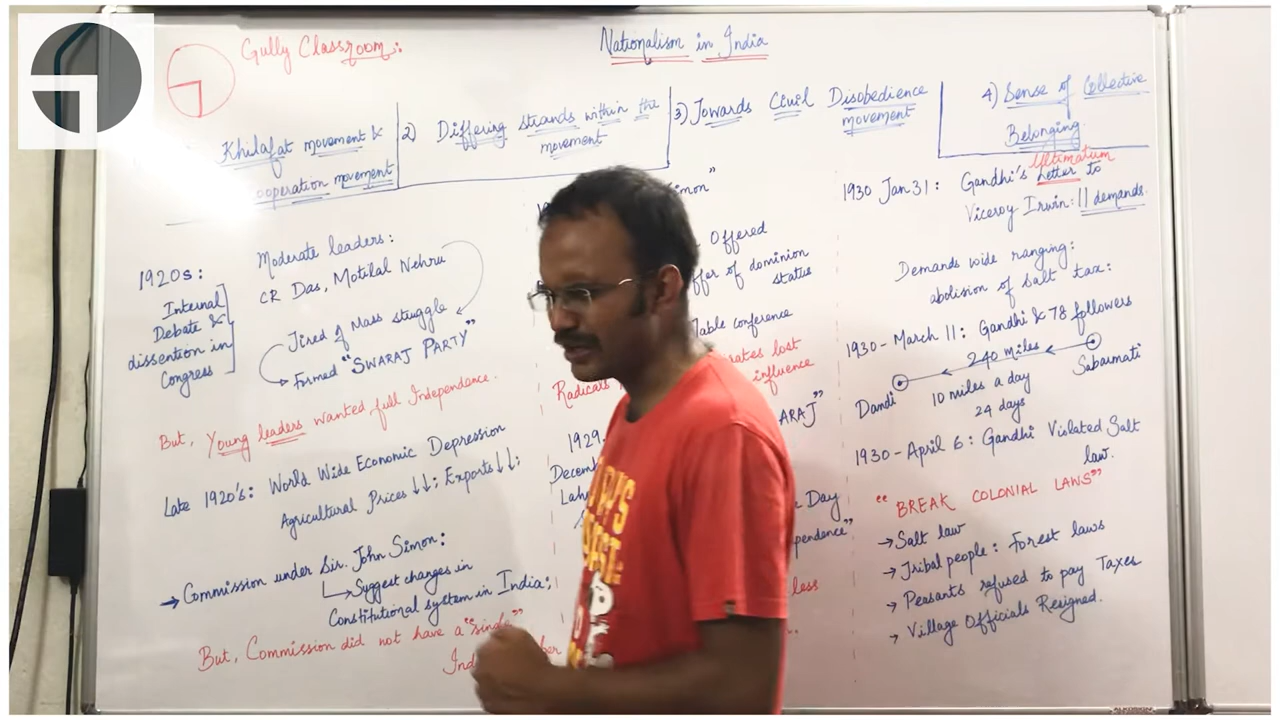 Gully Classroom:
Nationalism in India
Khilafat movement &
cooperation movement
2) Differing strands within the
movement
3) Towards Civil Disobedience
movement
4) Sense of Collective
Belonging
1920s:
Internal
Debate &
dissention in
Congress
Moderate leaders:
CR Das, Motilal Nehru
Tired of Mass struggle
Formed "SWARAJ PARTY"
But, Young leaders wanted full Independence.
Late 1920's: World Wide Economic Depression
Agricultural Prices ↓↓; Exports ↓↓;
→ Commission under Sir. John Simon:
Suggest changes in
Constitutional system in India:
But, Commission did not have a "single"
Offered
offer of dominion
status
Table conference
Radicals
lost
influence
1929
Day
less
1930 Jan 31: Gandhi's Letter to
Ultimatum
Viceroy Irwin: 11 demands.
Demands wide ranging:
abolision of salt tax:
1930 - March 11: Gandhi & 78 followers
240 miles
Sabarmati
Dandi
10 miles a day
24 days
1930 - April 6: Gandhi Violated Salt
law.
"BREAK COLONIAL LAWS"
→ Salt law
→ Tribal people: Forest laws
→ Peasants refused to pay Taxes
→ Village Officials Resigned.